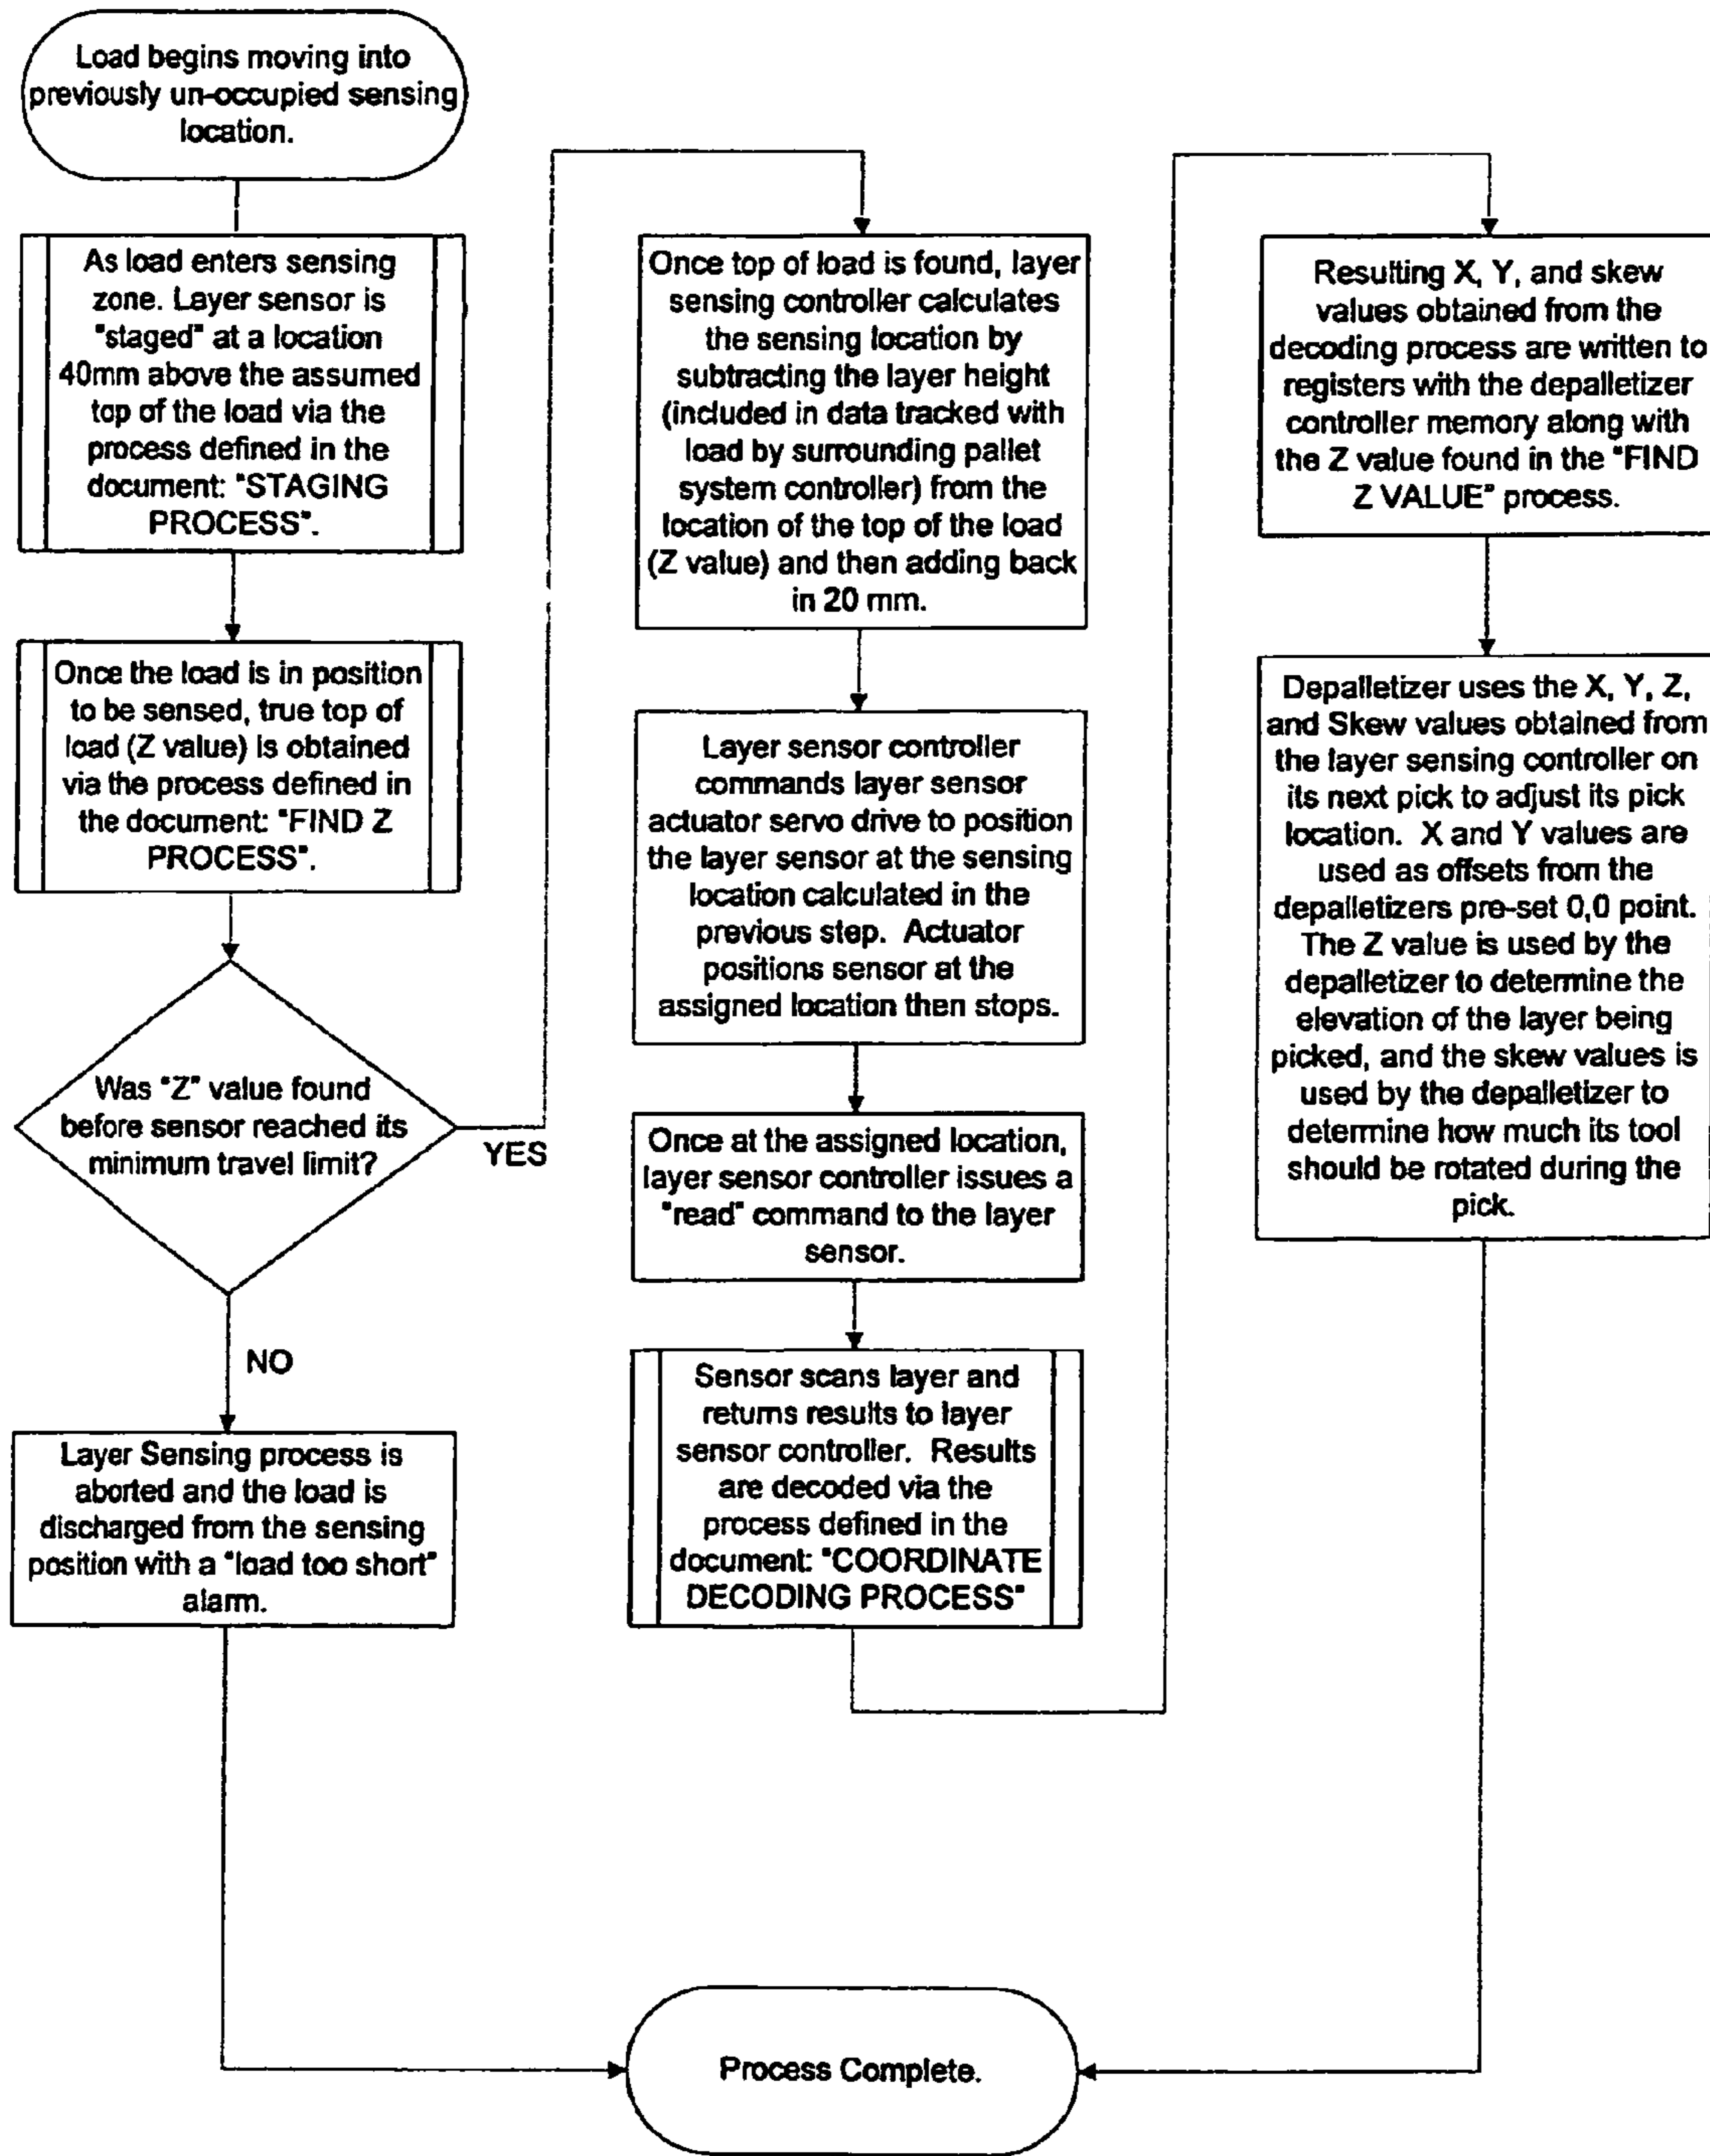 Load begins moving into
previously un-occupied sensing
location.
As load enters sensing
zone. Layer sensor is
"staged" at a location
40mm above the assumed
top of the load via the
process defined in the
document: "STAGING
PROCESS".
Once the load is in position
to be sensed, true top of
load (Z value) is obtained
via the process defined in
the document: "FIND Z
PROCESS".
Was "Z" value found
before sensor reached its
minimum travel limit?
YES
NO
Layer Sensing process is
aborted and the load is
discharged from the sensing
position with a "load too short"
alarm.
Once top of load is found, layer
sensing controller calculates
the sensing location by
subtracting the layer height
(included in data tracked with
load by surrounding pallet
system controller) from the
location of the top of the load
(Z value) and then adding back
in 20 mm.
Layer sensor controller
commands layer sensor
actuator servo drive to position
the layer sensor at the sensing
location calculated in the
previous step. Actuator
positions sensor at the
assigned location then stops.
Once at the assigned location,
layer sensor controller issues a
"read" command to the layer
sensor.
Sensor scans layer and
returns results to layer
sensor controller. Results
are decoded via the
process defined in the
document: "COORDINATE
DECODING PROCESS"
Resulting X, Y, and skew
values obtained from the
decoding process are written to
registers with the depalletizer
controller memory along with
the Z value found in the "FIND
Z VALUE" process.
Depalletizer uses the X, Y, Z,
and Skew values obtained from
the layer sensing controller on
its next pick to adjust its pick
location. X and Y values are
used as offsets from the
depalletizers pre-set 0,0 point.
The Z value is used by the
depalletizer to determine the
elevation of the layer being
picked, and the skew values is
used by the depalletizer to
determine how much its tool
should be rotated during the
pick.
Process Complete.